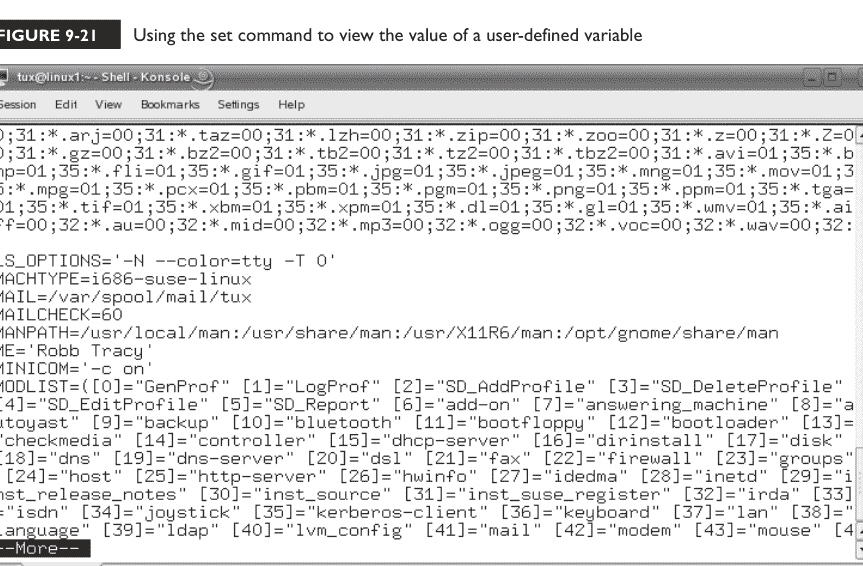 FIGURE 9-21 Using the set command to view the value of a user-defined variable
tux@linux1:~ - Shell - Konsole
Session Edit View Bookmarks Settings Help
0;31:*.arj=00;31:*.taz=00;31:*.lzh=00;31:*.zip=00;31:*.zoo=00;31:*.z=00;31:*.Z=0
0;31:*.gz=00;31:*.bz2=00;31:*.tb2=00;31:*.tz2=00;31:*.tbz2=00;31:*.avi=01;35:*.b
mp=01;35:*.fli=01;35:*.gif=01;35:*.jpg=01;35:*.jpeg=01;35:*.mng=01;35:*.mov=01;3
5:*.mpg=01;35:*.pcx=01;35:*.pbm=01;35:*.pgm=01;35:*.png=01;35:*.ppm=01;35:*.tga=
01;35:*.tif=01;35:*.xbm=01;35:*.xpm=01;35:*.dl=01;35:*.gl=01;35:*.wmv=01;35:*.ai
ff=00;32:*.au=00;32:*.mid=00;32:*.mp3=00;32:*.ogg=00;32:*.voc=00;32:*.wav=00;32:
LS_OPTIONS='-N --color=tty -T 0'
MACHTYPE=i686-suse-linux
MAIL=/var/spool/mail/tux
MAILCHECK=60
MANPATH=/usr/local/man:/usr/share/man:/usr/X11R6/man:/opt/gnome/share/man
ME='Robb Tracy'
MINICOM='-c on'
MODLIST=([0]="GenProf" [1]="LogProf" [2]="SD_AddProfile" [3]="SD_DeleteProfile"
[4]="SD_EditProfile" [5]="SD_Report" [6]="add-on" [7]="answering_machine" [8]="a
utoyast" [9]="backup" [10]="bluetooth" [11]="bootfloppy" [12]="bootloader" [13]=
"checkmedia" [14]="controller" [15]="dhcp-server" [16]="dirinstall" [17]="disk"
[18]="dns" [19]="dns-server" [20]="dsl" [21]="fax" [22]="firewall" [23]="groups"
[24]="host" [25]="http-server" [26]="hwinfo" [27]="idedma" [28]="inetd" [29]="i
nst_release_notes" [30]="inst_source" [31]="inst_suse_register" [32]="irda" [33]
="isdn" [34]="joystick" [35]="kerberos-client" [36]="keyboard" [37]="lan" [38]="
language" [39]="ldap" [40]="lvm_config" [41]="mail" [42]="modem" [43]="mouse" [4
--More--